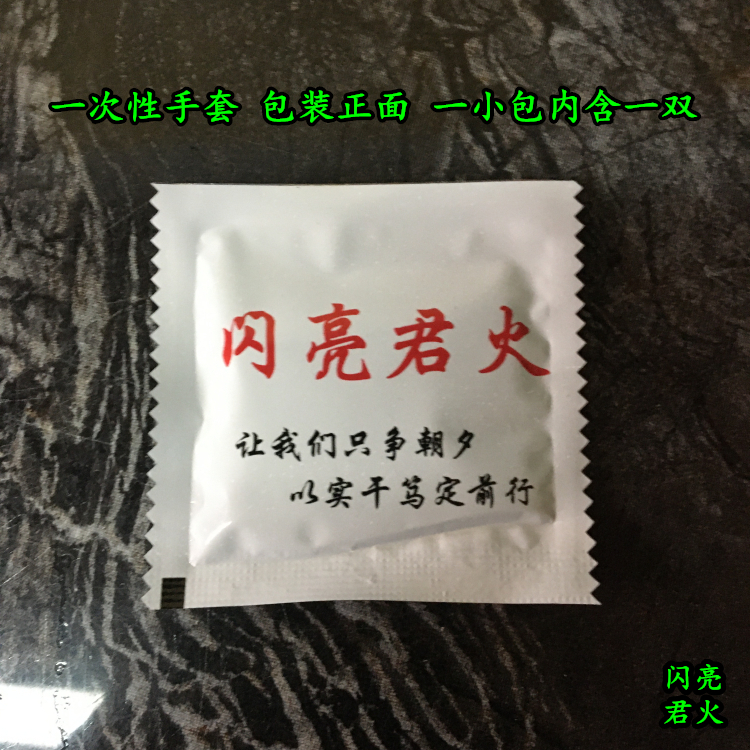 一次性手套 包装正面 一小包内含一双
闪亮君火
让我们只争朝夕
以实干笃定前行
闪亮
君火